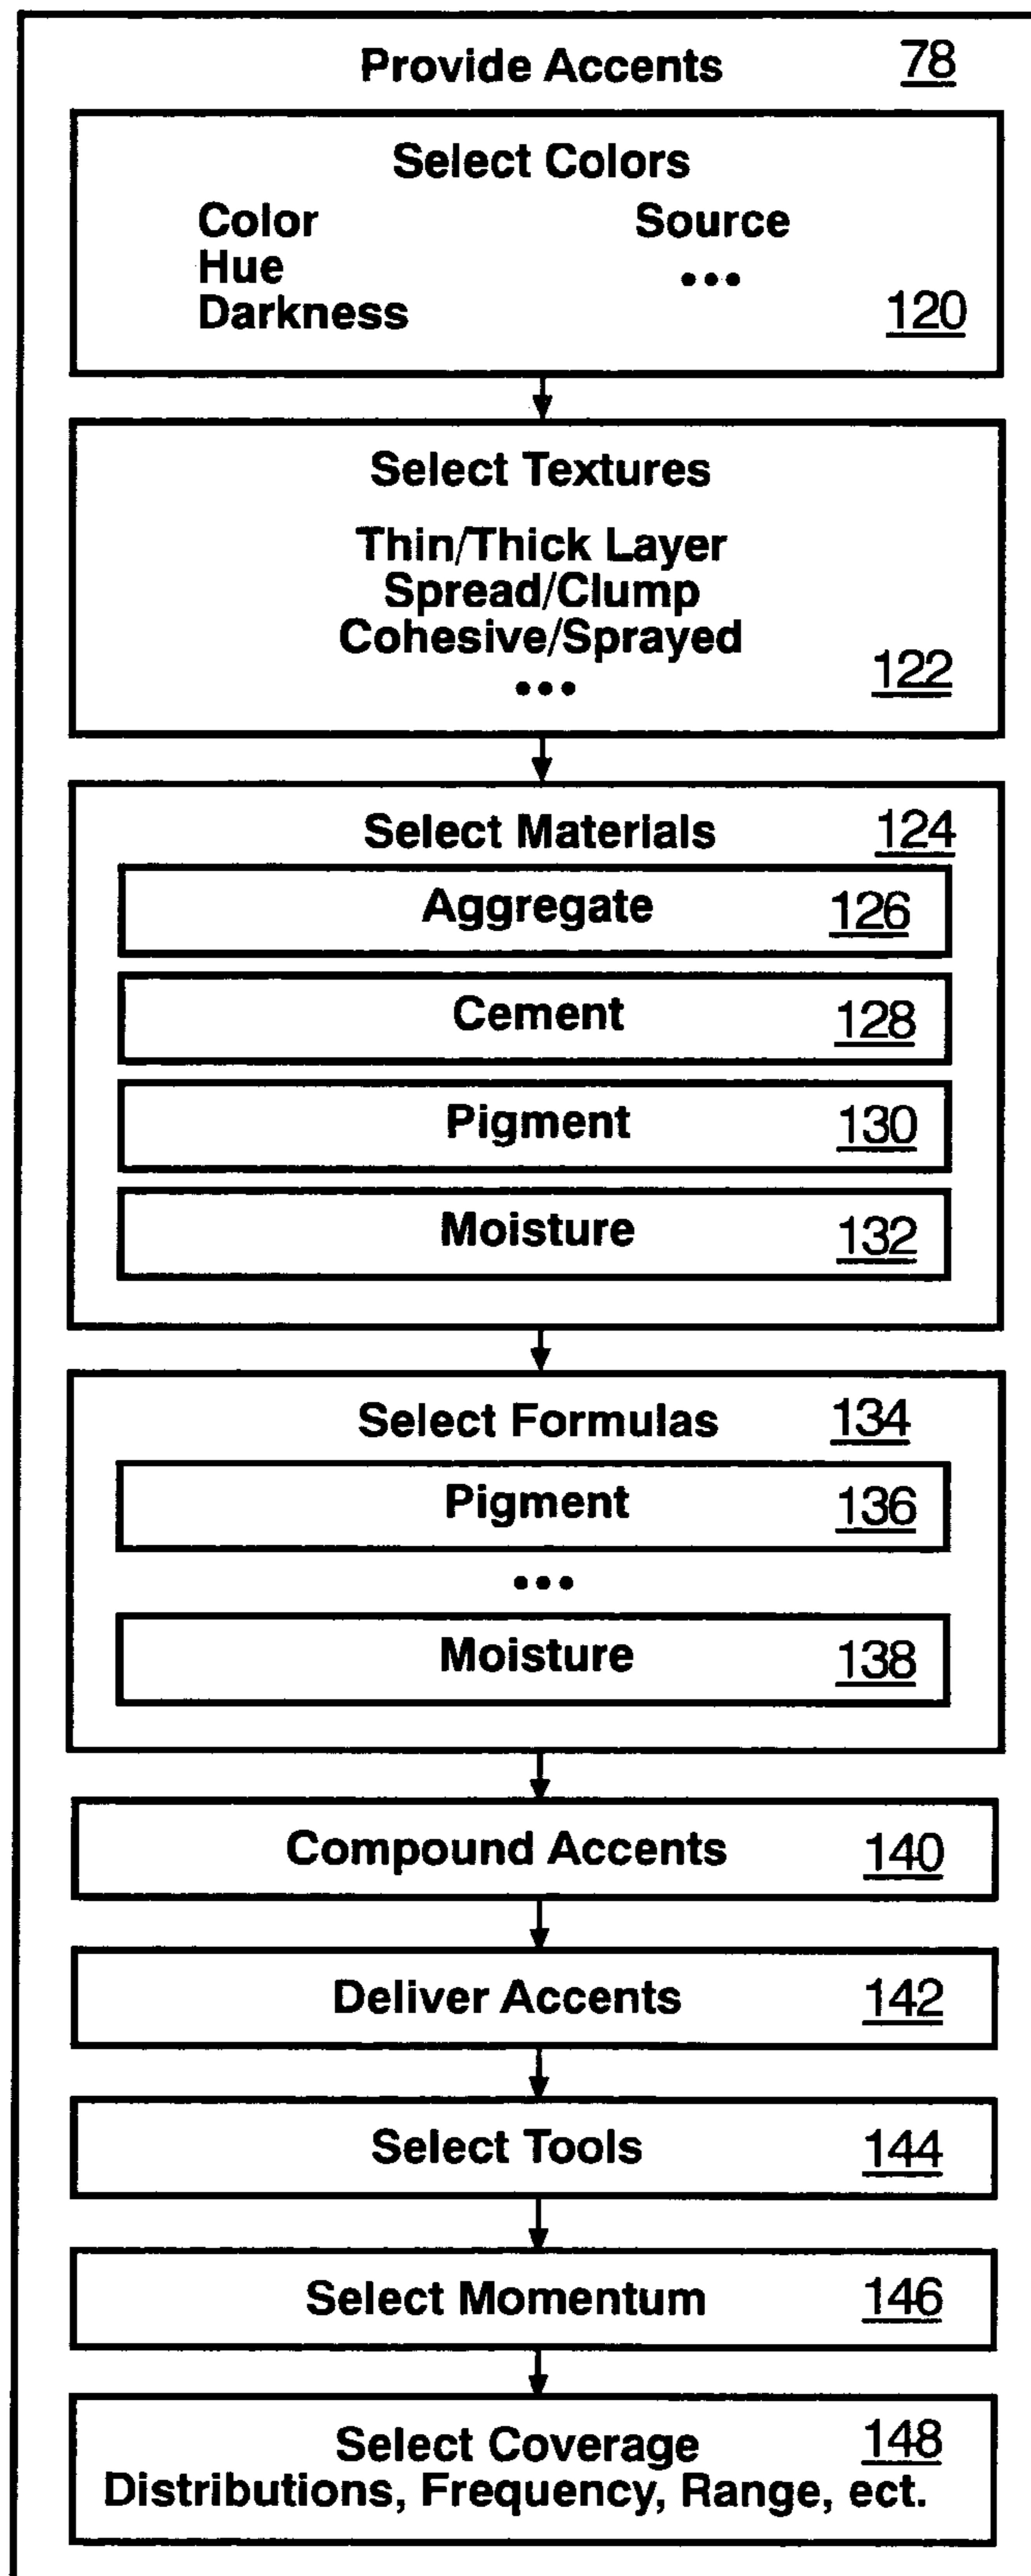 Provide Accents 78
Select Colors
Color Source
Hue •••
Darkness 120
Select Textures
Thin/Thick Layer
Spread/Clump
Cohesive/Sprayed
••• 122
Select Materials 124
Aggregate 126
Cement 128
Pigment 130
Moisture 132
Select Formulas 134
Pigment 136
•••
Moisture 138
Compound Accents 140
Deliver Accents 142
Select Tools 144
Select Momentum 146
Select Coverage 148
Distributions, Frequency, Range, ect.